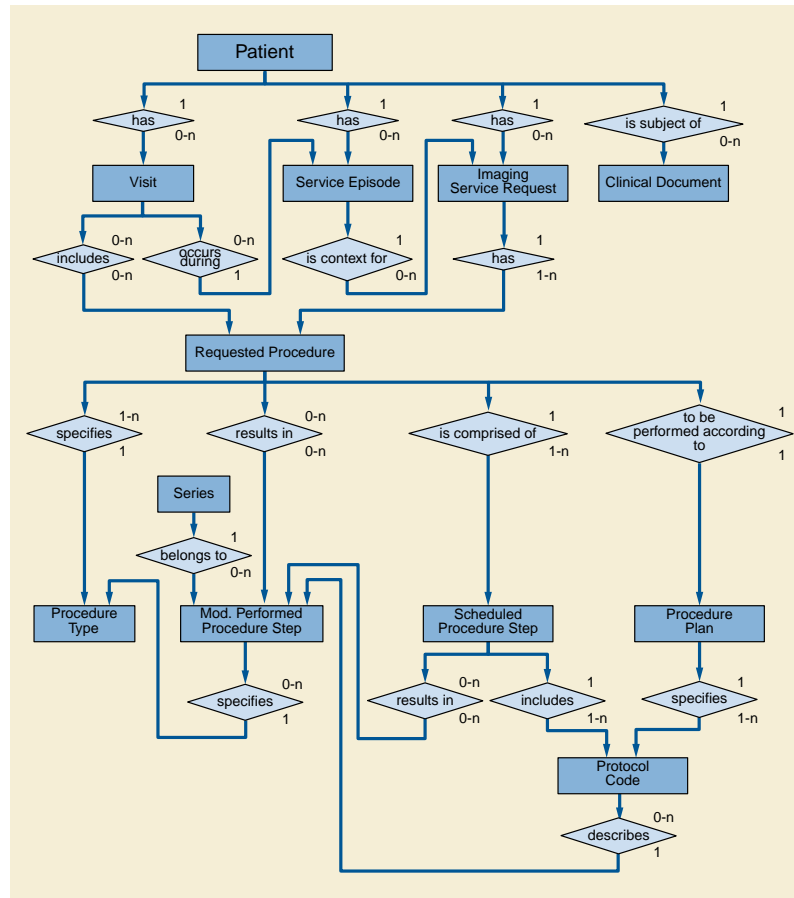 Patient
1
1
1
1
has
has
has
is subject of
0-n
0-n
0-n
0-n
Visit
Service Episode
Imaging
Service Request
Clinical Document
0-n
0-n
1
1
includes
occurs
during
is context for
has
0-n
1
0-n
1-n
Requested Procedure
1-n
0-n
1
1
specifies
results in
is comprised of
to be
performed according
to
1
0-n
1-n
1
Series
1
belongs to
0-n
Procedure
Type
Mod. Performed
Procedure Step
Scheduled
Procedure Step
Procedure
Plan
0-n
0-n
1
1
specifies
results in
includes
specifies
1
0-n
1-n
1-n
Protocol
Code
0-n
describes
1